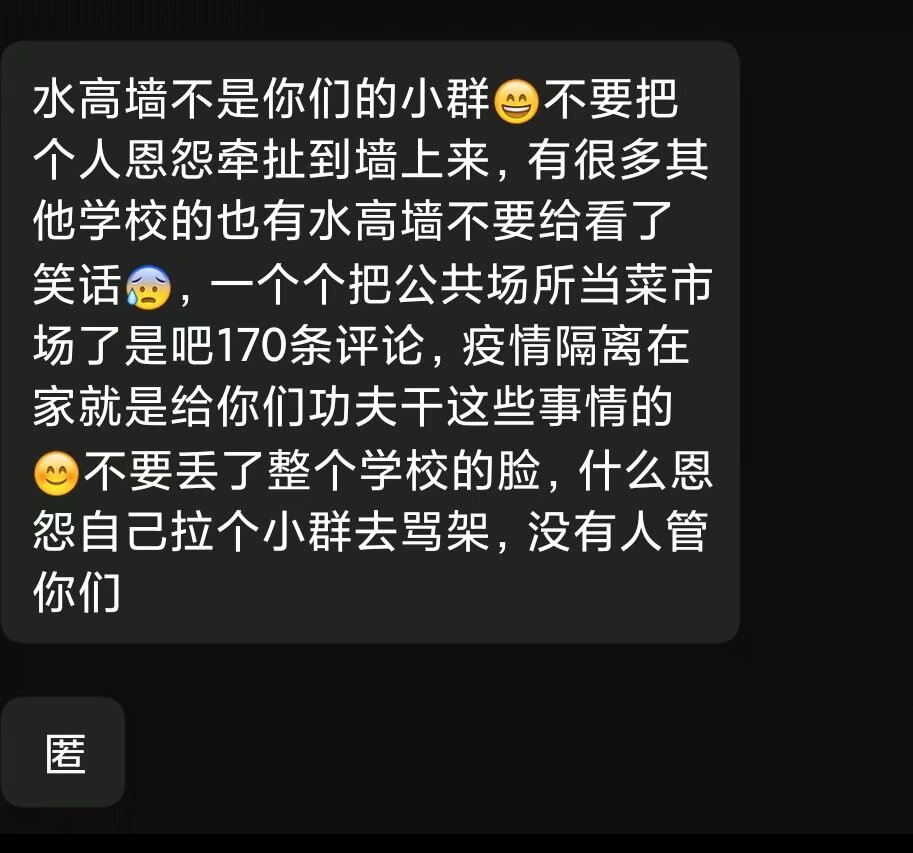 水高墙不是你们的小群😄不要把
个人恩怨牵扯到墙上来，有很多其
他学校的也有水高墙不要给看了
笑话😰，一个个把公共场所当菜市
场了是吧170条评论，疫情隔离在
家就是给你们功夫干这些事情的
😊不要丢了整个学校的脸，什么恩
怨自己拉个小群去骂架，没有人管
你们
匿